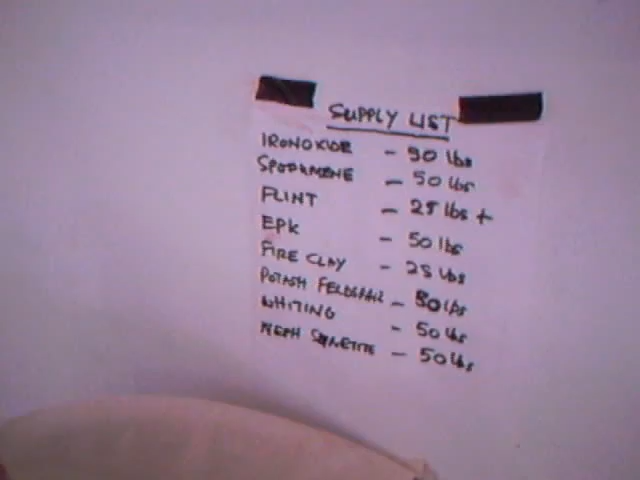 SUPPLY LIST
IRONOXIDE - 50 lbs
SPODUMENE - 50 lbs
FLINT - 25 lbs +
EPK - 50 lbs
FIRE CLAY - 25 lbs
POTASH FELDSPAR - 50 lbs
WHITING - 50 lbs
NEPH SYENITE - 50 lbs